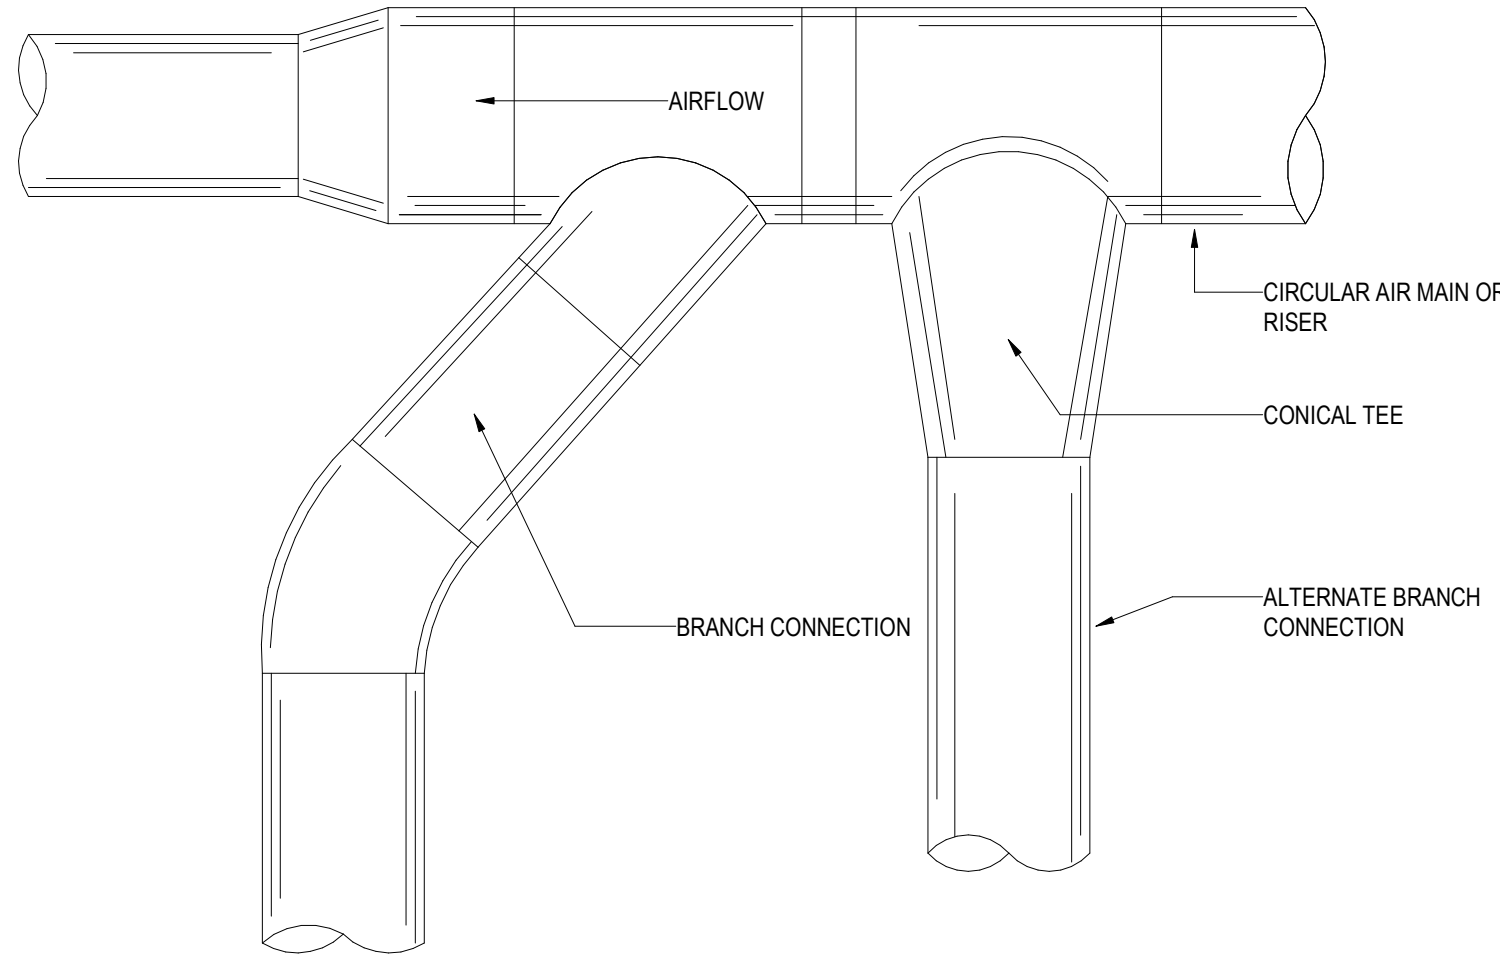 AIRFLOW
CIRCULAR AIR MAIN OR
RISER
CONICAL TEE
ALTERNATE BRANCH
CONNECTION
BRANCH CONNECTION